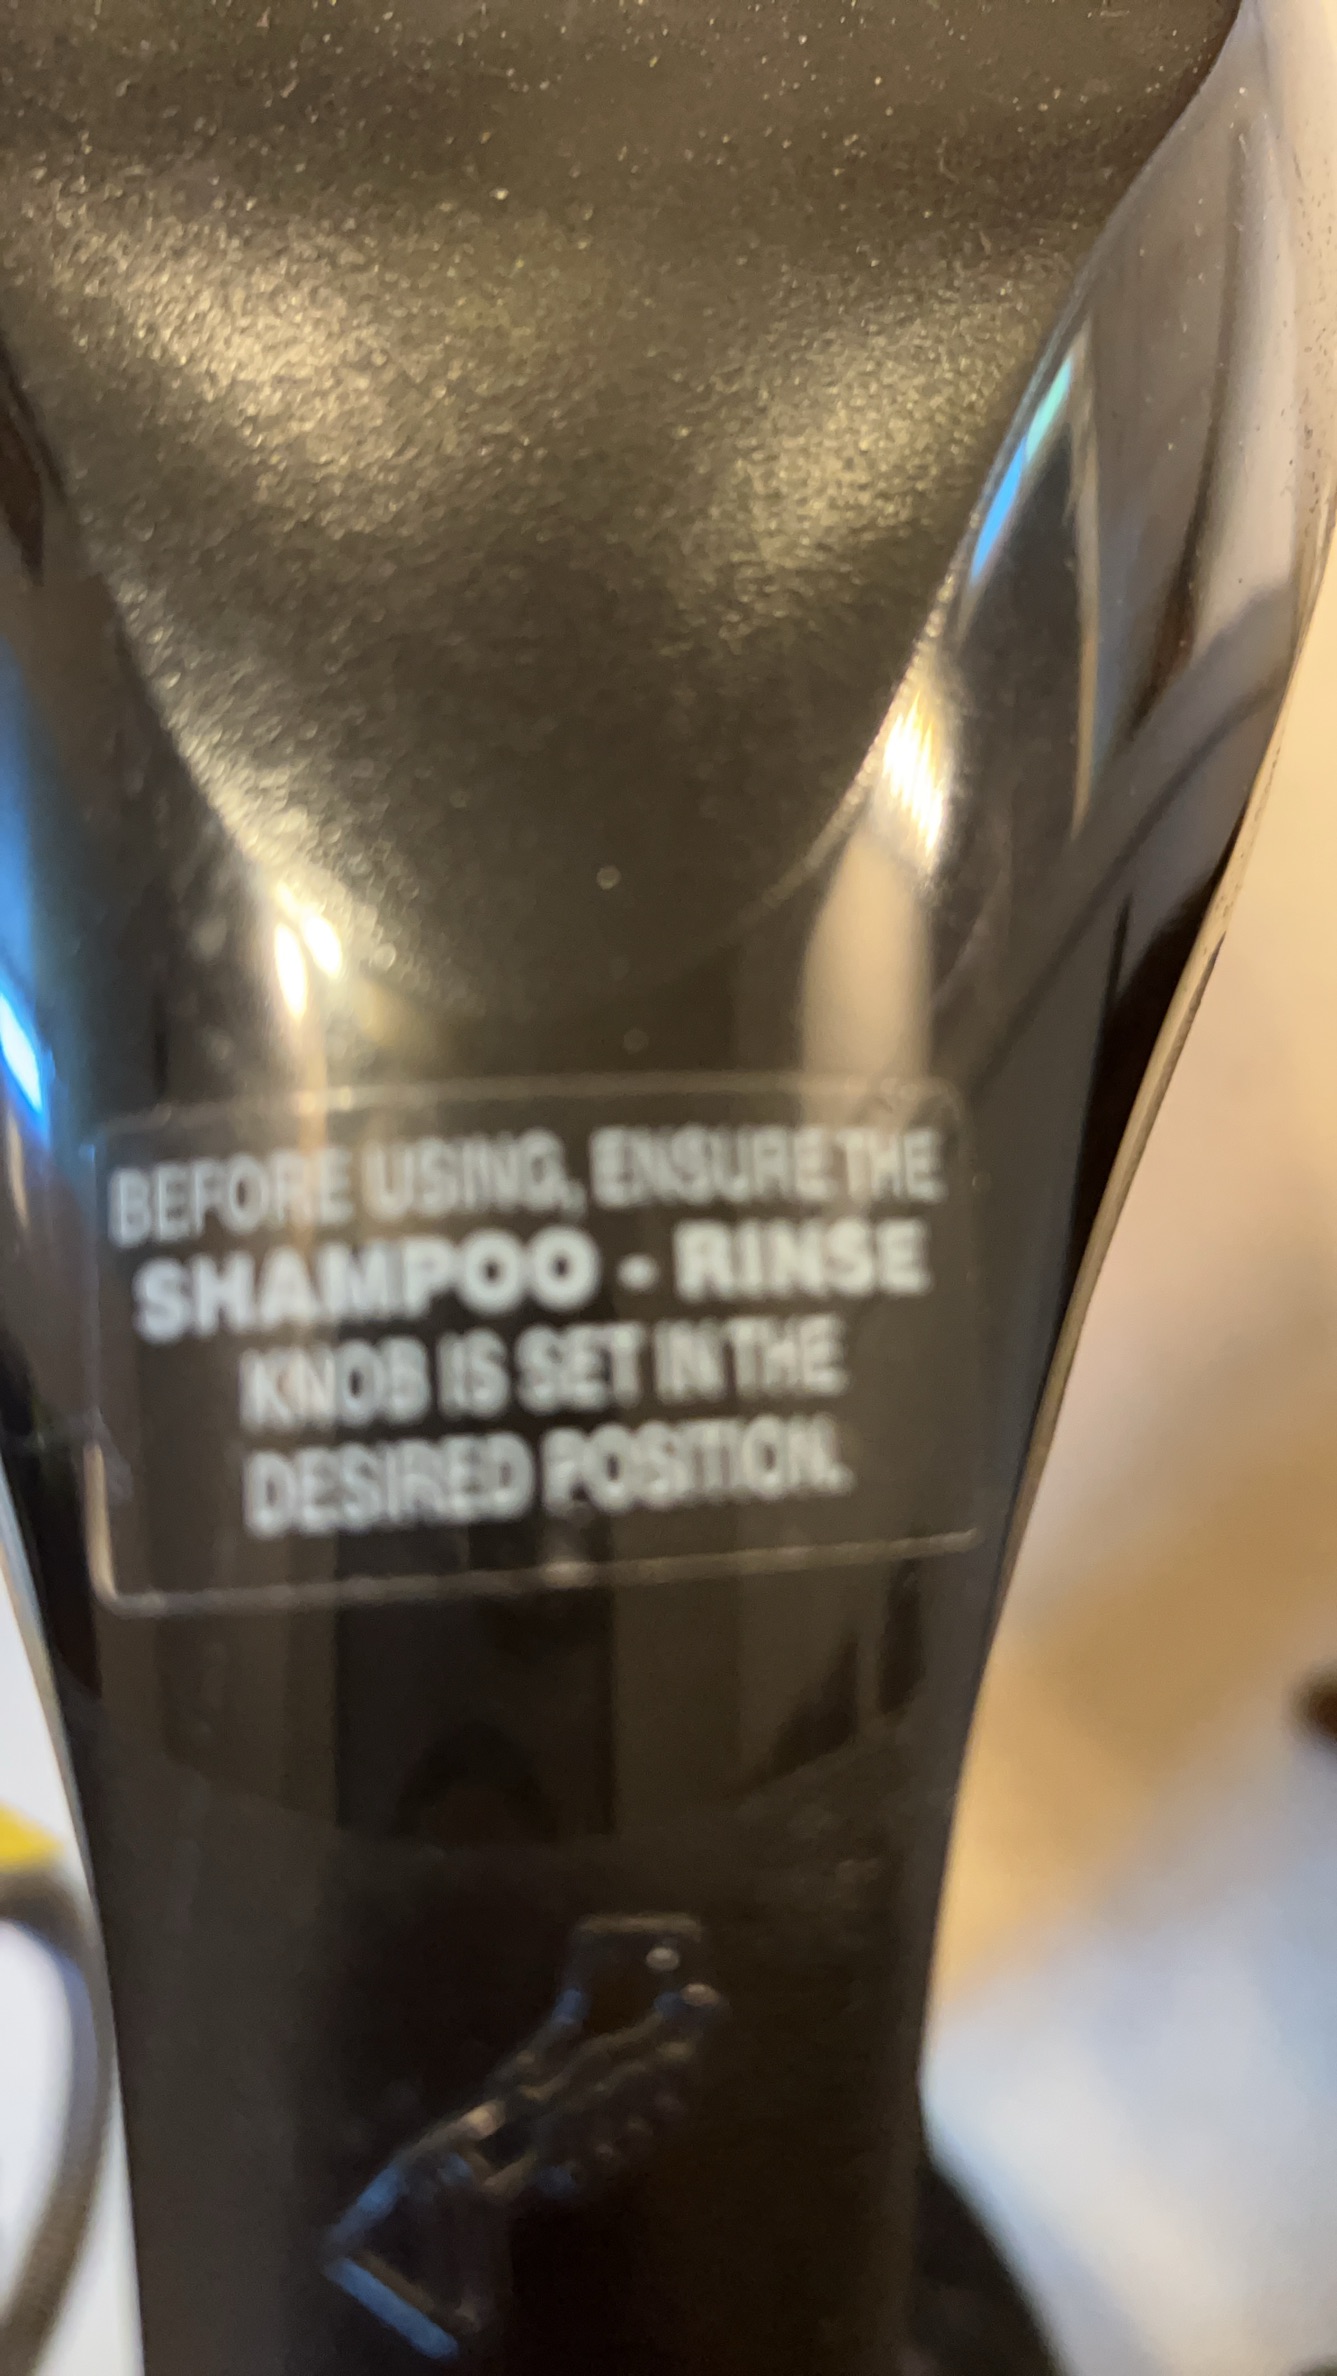 BEFORE USING, ENSURE THE
SHAMPOO - RINSE
KNOB IS SET IN THE
DESIRED POSITION.